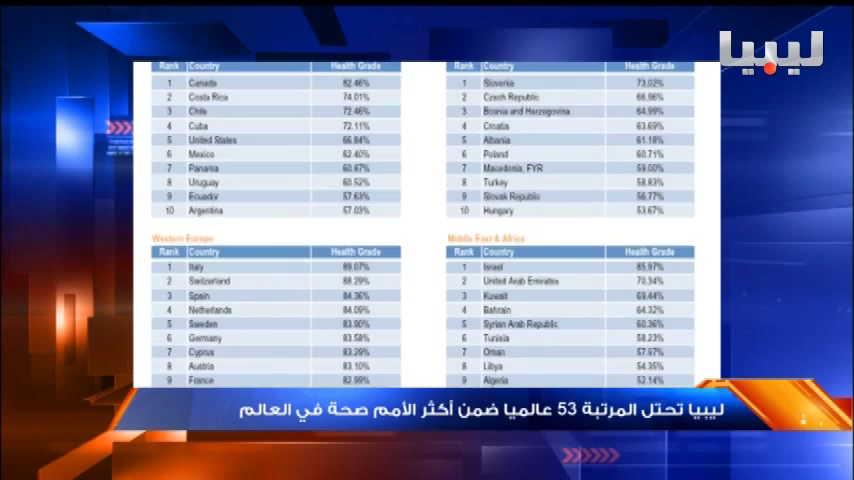 ليبيا
Rank Country Health Grade
1 Canada 82.46%
2 Costa Rica 74.01%
3 Chile 72.46%
4 Cuba 72.11%
5 United States 66.84%
6 Mexico 62.40%
7 Panama 60.87%
8 Uruguay 60.52%
9 Ecuador 57.63%
10 Argentina 57.03%
Rank Country Health Grade
1 Slovenia 73.02%
2 Czech Republic 66.96%
3 Bosnia and Herzegovina 64.99%
4 Croatia 63.69%
5 Albania 61.18%
6 Poland 60.71%
7 Macedonia, FYR 59.00%
8 Turkey 58.83%
9 Slovak Republic 56.77%
10 Hungary 53.67%
Western Europe
Rank Country Health Grade
1 Italy 89.07%
2 Switzerland 88.29%
3 Spain 84.36%
4 Netherlands 84.09%
5 Sweden 83.90%
6 Germany 83.58%
7 Cyprus 83.29%
8 Austria 83.10%
9 France 82.99%
Middle East & Africa
Rank Country Health Grade
1 Israel 85.97%
2 United Arab Emirates 70.34%
3 Kuwait 69.44%
4 Bahrain 64.32%
5 Syrian Arab Republic 60.36%
6 Tunisia 58.23%
7 Oman 57.97%
8 Libya 54.35%
9 Algeria 52.14%
ليبيا تحتل المرتبة 53 عالميا ضمن أكثر الأمم صحة في العالم